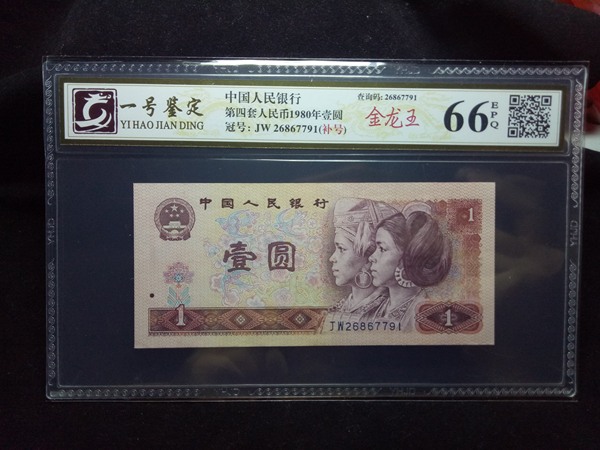 一号鉴定
YI HAO JIAN DING
中国人民银行
第四套人民币1980年壹圆
冠号: JW 26867791(补号)
查询码: 26867791
金龙王
66 EPQ
中国人民银行
1
壹圆
1
JW26867791
1